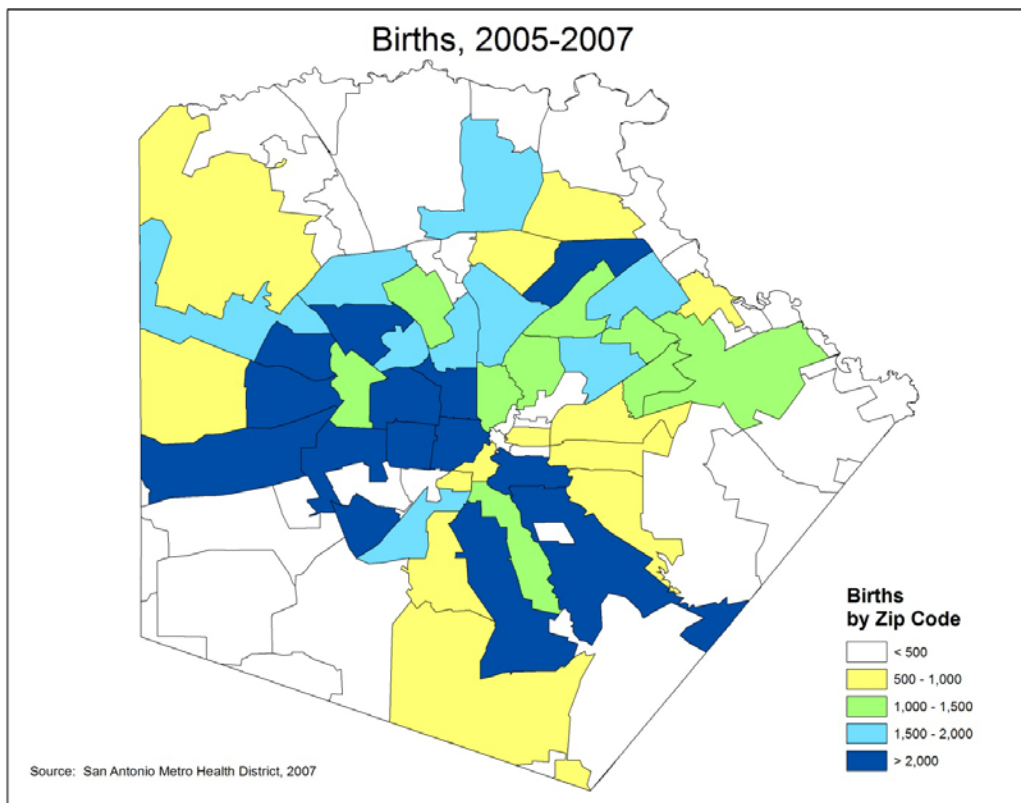 Births, 2005-2007
Births
by Zip Code
< 500
500 - 1,000
1,000 - 1,500
1,500 - 2,000
> 2,000
Source: San Antonio Metro Health District, 2007